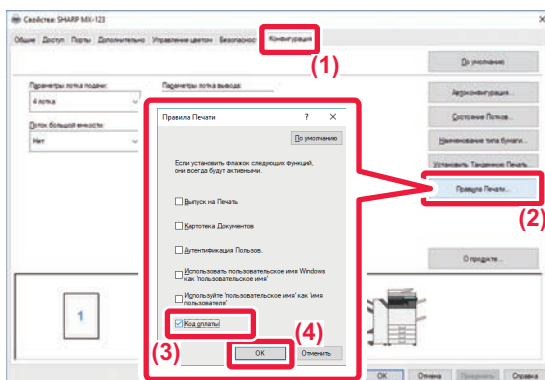 Свойства: SHARP MX-123
Общие Доступ Порты Дополнительно Управление цветом Безопасность Конфигурация
(1)
По умолчанию
Параметры лотка подачи:
Параметры лотка вывода:
4 лотка
Автоконфигурация...
Состояние Лотков...
Лоток большой емкости:
Нет
Наименование типа бумаги...
Установить Тандемное Печать...
Правила Печати...
(2)
Правила Печати
? ×
По умолчанию
Если установить флажок следующих функций,
они всегда будут активными.
Выпуск на Печать
Картотека Документов
Аутентификация Пользов.
Использовать пользовательское имя Windows
как 'пользовательское имя'
Используйте 'пользовательское имя' как 'имя
пользователя'
Код оплаты
(3)
(4)
OK
Отменить
О продукте...
1
OK
Отмена
Применить
Справка